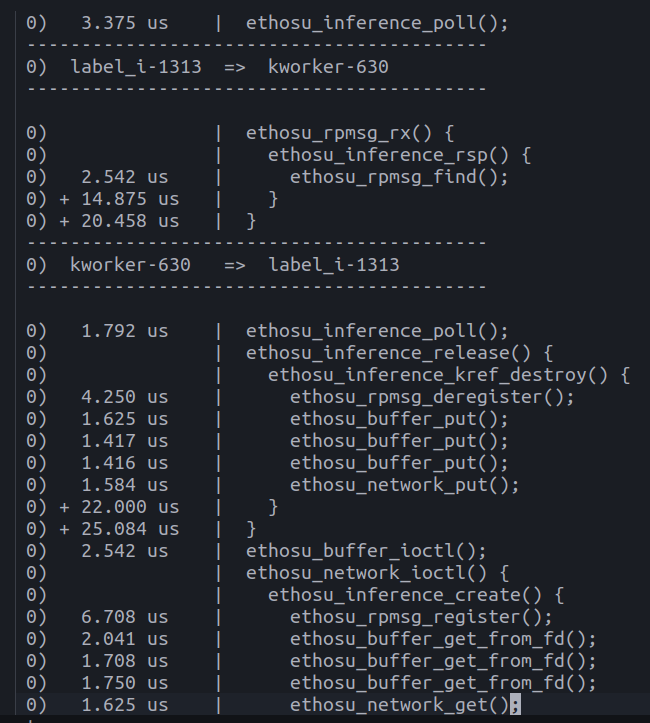 0)   3.375 us    |  ethosu_inference_poll();
------------------------------------------
0)  label_i-1313  =>  kworker-630
------------------------------------------
0)               |  ethosu_rpmsg_rx() {
0)               |    ethosu_inference_rsp() {
0)   2.542 us    |      ethosu_rpmsg_find();
0) + 14.875 us   |    }
0) + 20.458 us   |  }
------------------------------------------
0)  kworker-630   =>  label_i-1313
------------------------------------------
0)   1.792 us    |  ethosu_inference_poll();
0)               |  ethosu_inference_release() {
0)               |    ethosu_inference_kref_destroy() {
0)   4.250 us    |      ethosu_rpmsg_deregister();
0)   1.625 us    |      ethosu_buffer_put();
0)   1.417 us    |      ethosu_buffer_put();
0)   1.416 us    |      ethosu_buffer_put();
0)   1.584 us    |      ethosu_network_put();
0) + 22.000 us   |    }
0) + 25.084 us   |  }
0)   2.542 us    |  ethosu_buffer_ioctl();
0)               |  ethosu_network_ioctl() {
0)               |    ethosu_inference_create() {
0)   6.708 us    |      ethosu_rpmsg_register();
0)   2.041 us    |      ethosu_buffer_get_from_fd();
0)   1.708 us    |      ethosu_buffer_get_from_fd();
0)   1.750 us    |      ethosu_buffer_get_from_fd();
0)   1.625 us    |      ethosu_network_get();